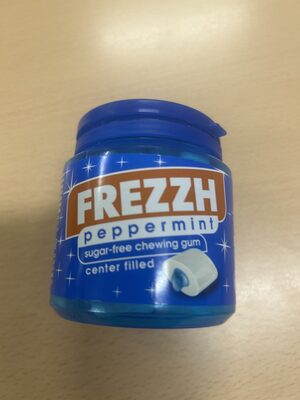 FREZZH
peppermint
sugar-free chewing gum
center filled